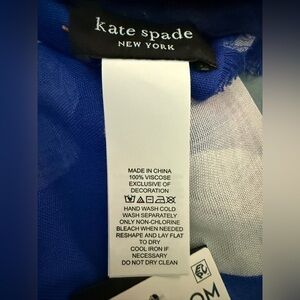 kate spade
NEW YORK
MADE IN CHINA
100% VISCOSE
EXCLUSIVE OF
DECORATION
HAND WASH COLD
WASH SEPARATELY
ONLY NON-CHLORINE
BLEACH WHEN NEEDED
RESHAPE AND LAY FLAT
TO DRY
COOL IRON IF
NECESSARY
DO NOT DRY CLEAN
OM